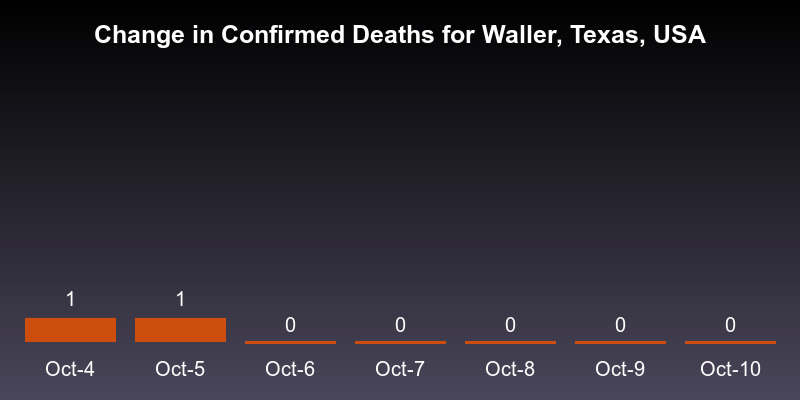 Change in Confirmed Deaths for Waller, Texas, USA
1 1 0 0 0 0 0
Oct-4 Oct-5 Oct-6 Oct-7 Oct-8 Oct-9 Oct-10